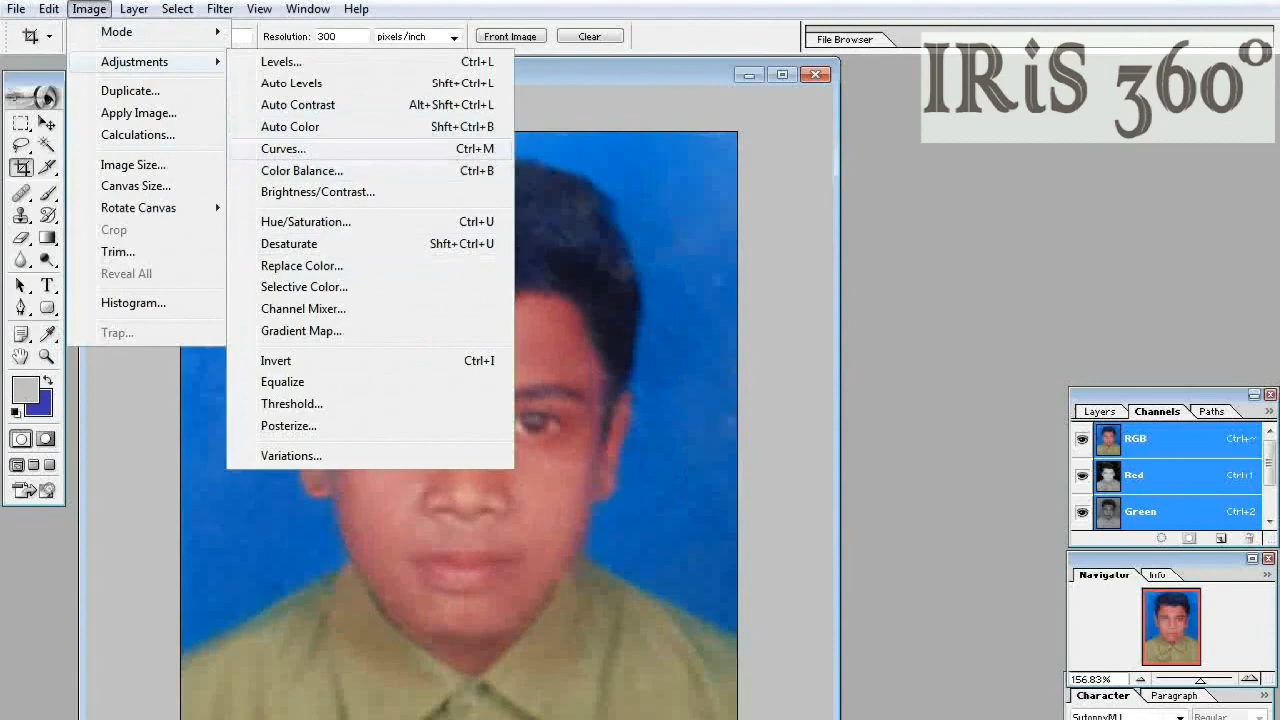 File Edit Image Layer Select Filter View Window Help
Resolution: 300 pixels/inch Front Image Clear
File Browser
IRiS 360°
Mode
Adjustments
Duplicate...
Apply Image...
Calculations...
Image Size...
Canvas Size...
Rotate Canvas
Crop
Trim...
Reveal All
Histogram...
Trap...
Levels... Ctrl+L
Auto Levels Shft+Ctrl+L
Auto Contrast Alt+Shft+Ctrl+L
Auto Color Shft+Ctrl+B
Curves... Ctrl+M
Color Balance... Ctrl+B
Brightness/Contrast...
Hue/Saturation... Ctrl+U
Desaturate Shft+Ctrl+U
Replace Color...
Selective Color...
Channel Mixer...
Gradient Map...
Invert Ctrl+I
Equalize
Threshold...
Posterize...
Variations...
Layers Channels Paths
RGB Ctrl+~
Red Ctrl+1
Green Ctrl+2
Navigator Info
156.83%
Character Paragraph
SutonnyMJ Regular